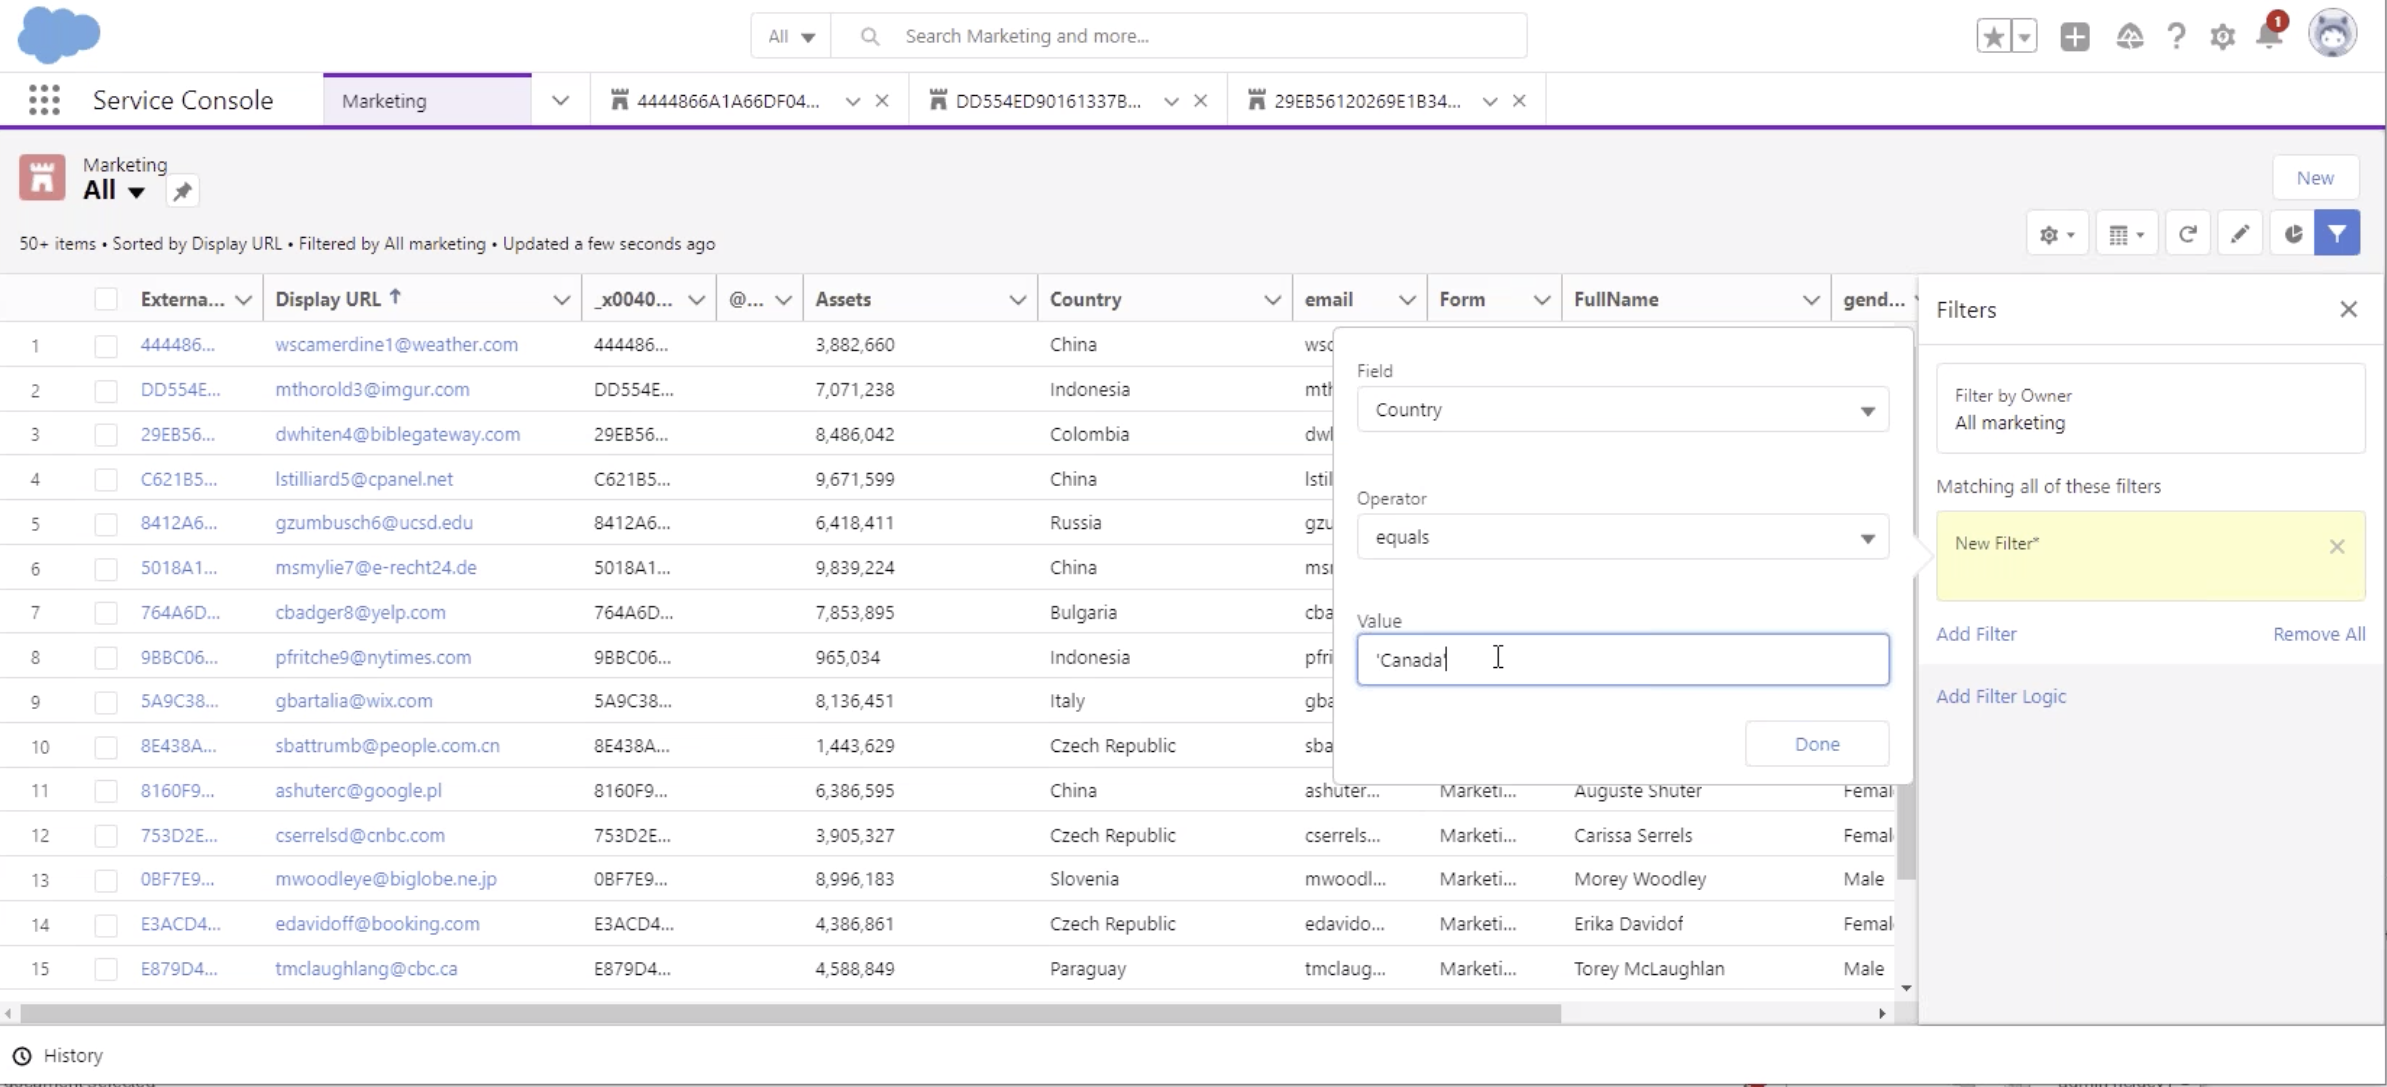 All
Search Marketing and more...
1
Service Console
Marketing
4444866A1A66DF04...
DD554ED90161337B...
29EB56120269E1B34...
Marketing
All
New
50+ items • Sorted by Display URL • Filtered by All marketing • Updated a few seconds ago
Externa... Display URL _x0040... @... Assets Country email Form FullName gend...
1 444486... wscamerdine1@weather.com 444486... 3,882,660 China
2 DD554E... mthorold3@imgur.com DD554E... 7,071,238 Indonesia
3 29EB56... dwhiten4@biblegateway.com 29EB56... 8,486,042 Colombia
4 C621B5... lstilliard5@cpanel.net C621B5... 9,671,599 China
5 8412A6... gzumbusch6@ucsd.edu 8412A6... 6,418,411 Russia
6 5018A1... msmylie7@e-recht24.de 5018A1... 9,839,224 China
7 764A6D... cbadger8@yelp.com 764A6D... 7,853,895 Bulgaria
8 9BBC06... pfritche9@nytimes.com 9BBC06... 965,034 Indonesia
9 5A9C38... gbartalia@wix.com 5A9C38... 8,136,451 Italy
10 8E438A... sbattrumb@people.com.cn 8E438A... 1,443,629 Czech Republic
11 8160F9... ashuterc@google.pl 8160F9... 6,386,595 China ashuter... Marketi... Auguste Shuter Femal
12 753D2E... cserrelsd@cnbc.com 753D2E... 3,905,327 Czech Republic cserrels... Marketi... Carissa Serrels Femal
13 0BF7E9... mwoodleye@biglobe.ne.jp 0BF7E9... 8,996,183 Slovenia mwoodl... Marketi... Morey Woodley Male
14 E3ACD4... edavidoff@booking.com E3ACD4... 4,386,861 Czech Republic edavido... Marketi... Erika Davidof Femal
15 E879D4... tmclaughlang@cbc.ca E879D4... 4,588,849 Paraguay tmclaug... Marketi... Torey McLaughlan Male
Field
Country
Operator
equals
Value
'Canada'
Done
Filters
Filter by Owner
All marketing
Matching all of these filters
New Filter*
Add Filter Remove All
Add Filter Logic
History